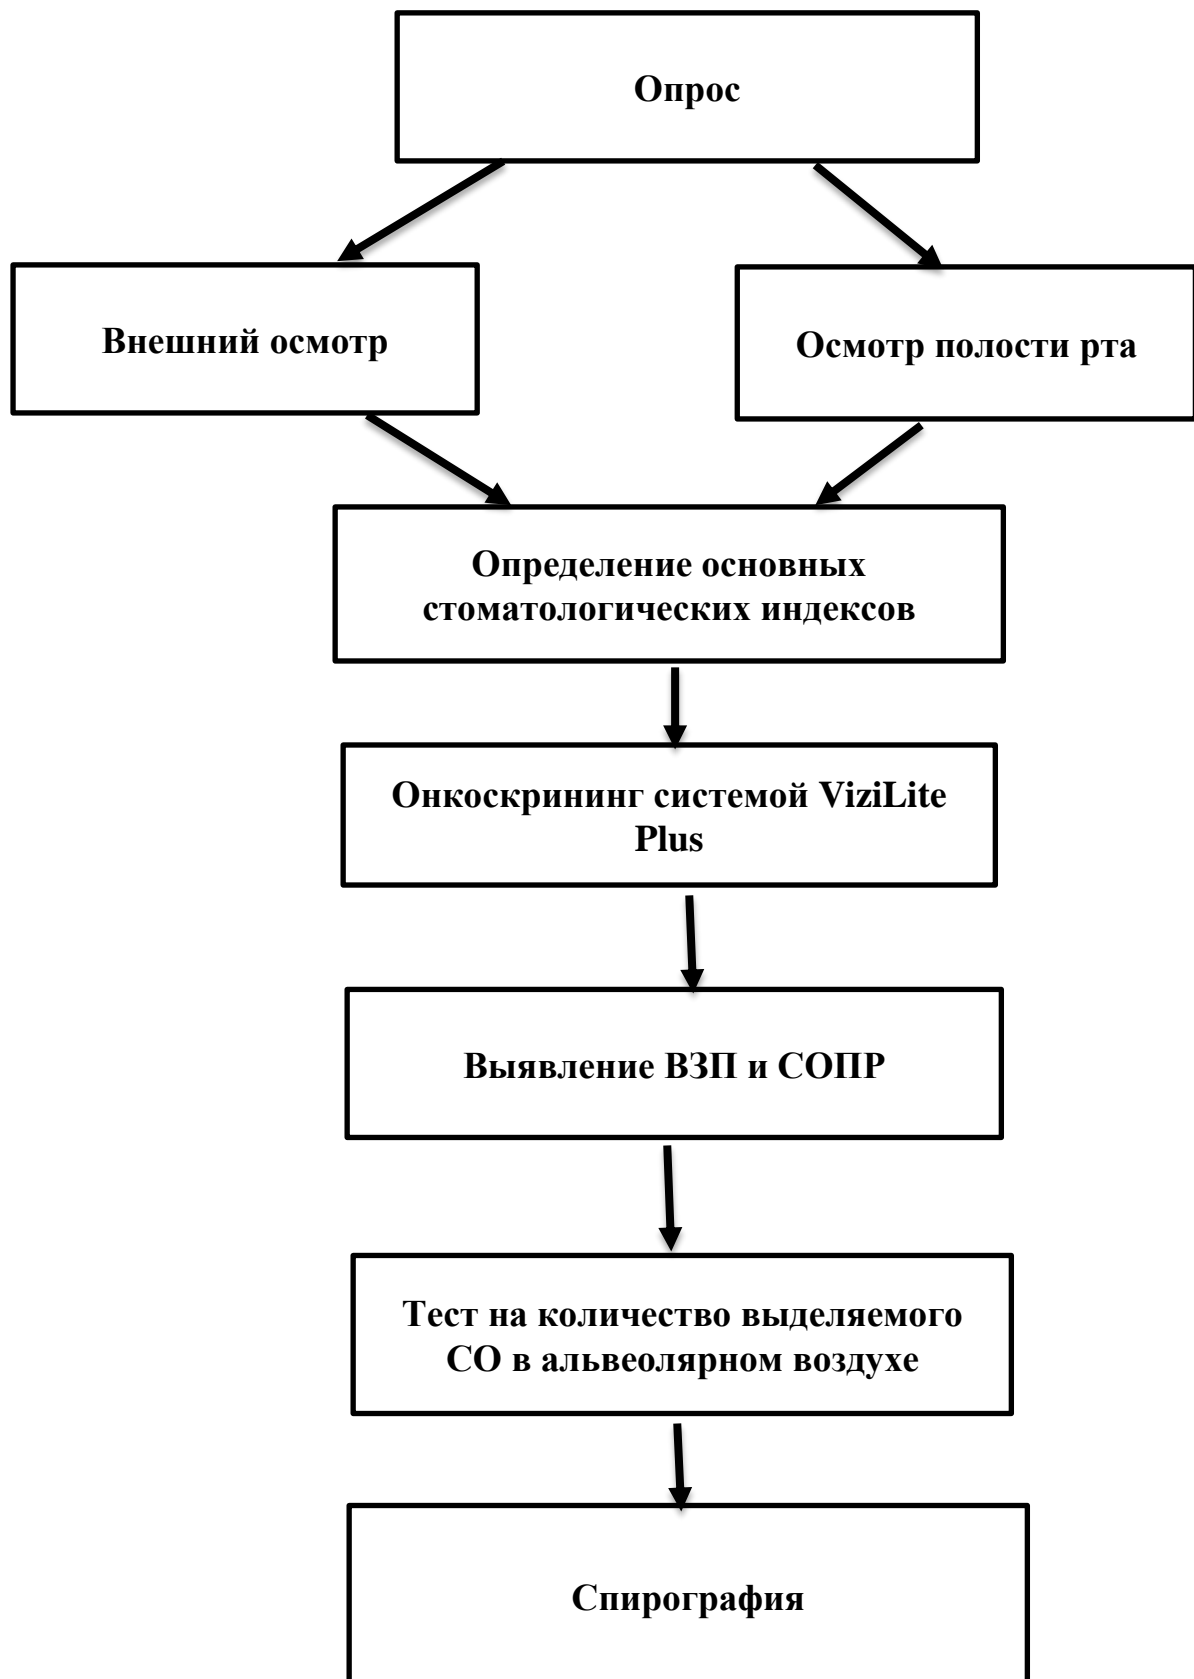 Опрос
Внешний осмотр
Осмотр полости рта
Определение основных
стоматологических индексов
Онкоскрининг системой ViziLite
Plus
Выявление ВЗП и СОПР
Тест на количество выделяемого
СО в альвеолярном воздухе
Спирография